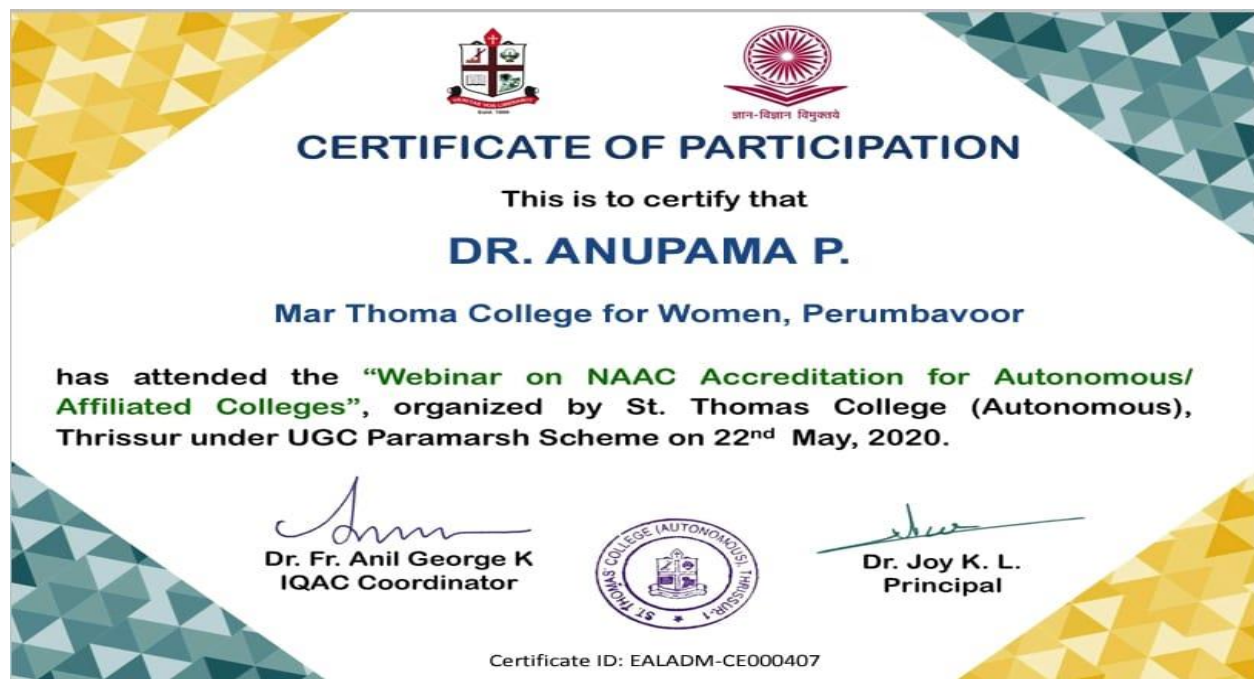 ज्ञान-विज्ञान विमुक्तये
CERTIFICATE OF PARTICIPATION
This is to certify that
DR. ANUPAMA P.
Mar Thoma College for Women, Perumbavoor
has attended the “Webinar on NAAC Accreditation for Autonomous/
Affiliated Colleges”, organized by St. Thomas College (Autonomous),
Thrissur under UGC Paramarsh Scheme on 22nd May, 2020.
Dr. Fr. Anil George K
IQAC Coordinator
ST. THOMAS' COLLEGE (AUTONOMOUS), THRISSUR-1
Dr. Joy K. L.
Principal
Certificate ID: EALADM-CE000407